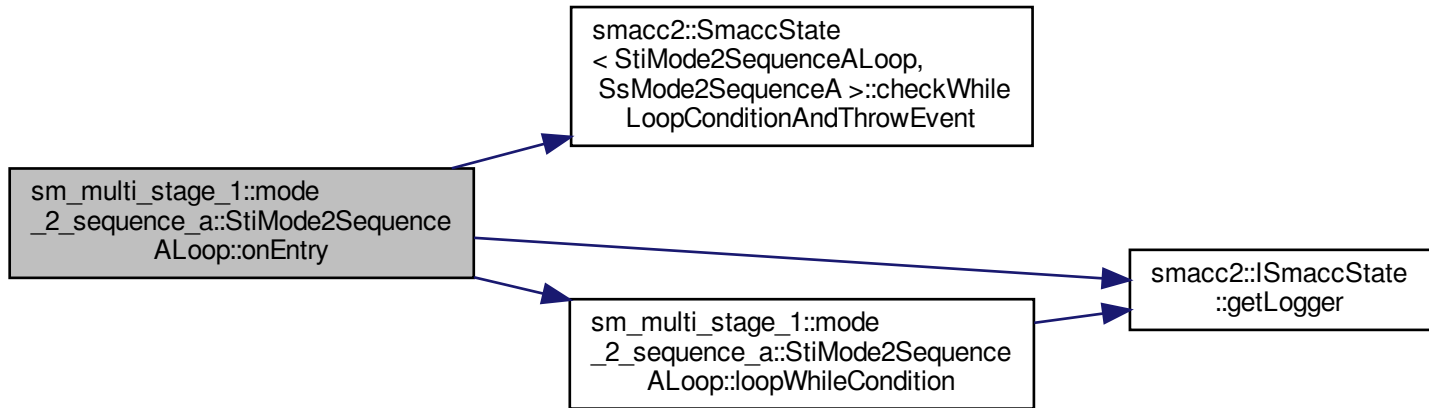 smacc2::SmaccState
< StiMode2SequenceALoop,
SsMode2SequenceA >::checkWhile
LoopConditionAndThrowEvent
sm_multi_stage_1::mode
_2_sequence_a::StiMode2Sequence
ALoop::onEntry
smacc2::ISmaccState
::getLogger
sm_multi_stage_1::mode
_2_sequence_a::StiMode2Sequence
ALoop::loopWhileCondition